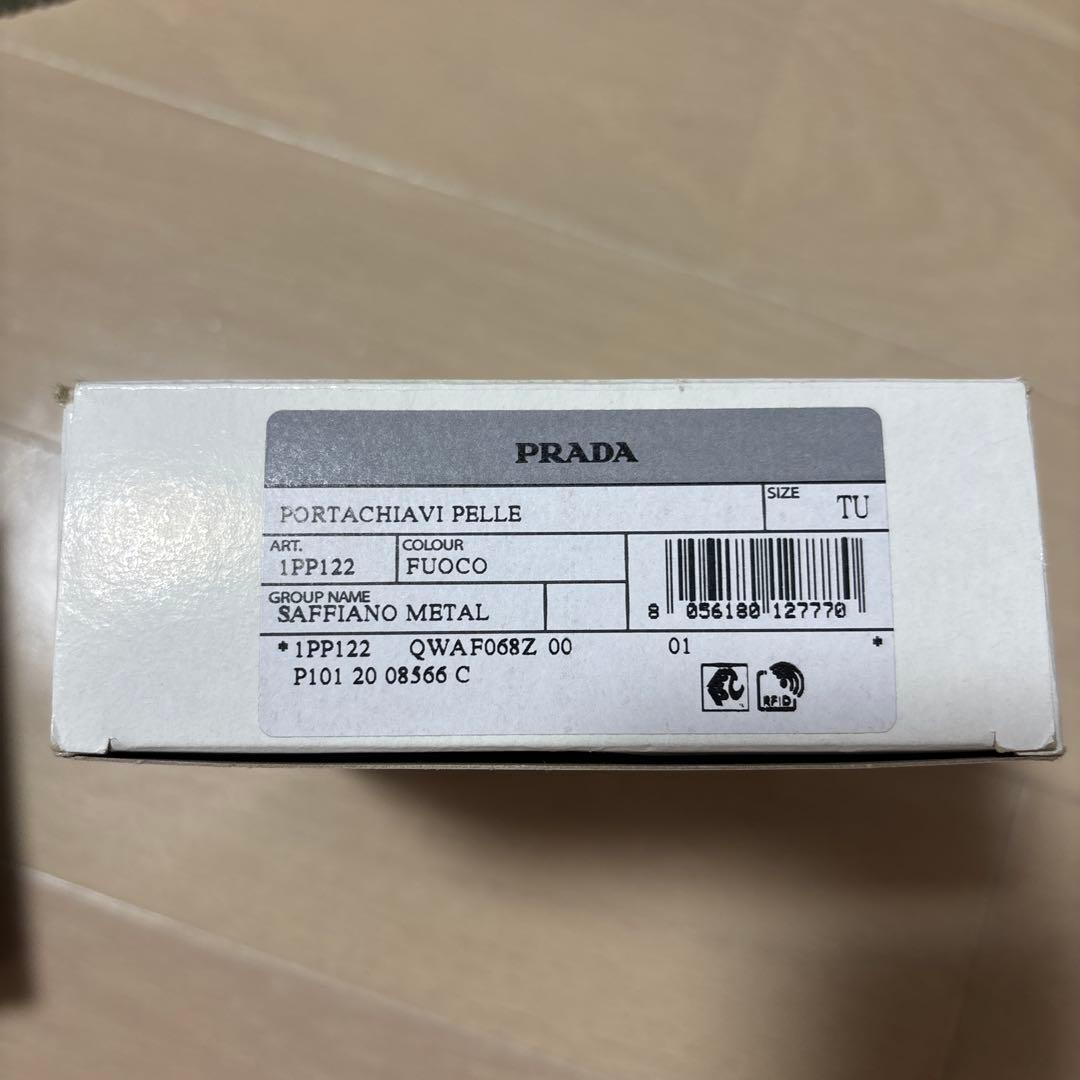 PRADA
PORTACHIAVI PELLE
SIZE
TU
ART.
1PP122
COLOUR
FUOCO
GROUP NAME
SAFFIANO METAL
8 056180 127770
*1PP122 QWAF068Z 00 01 *
P101 20 08566 C
RFID